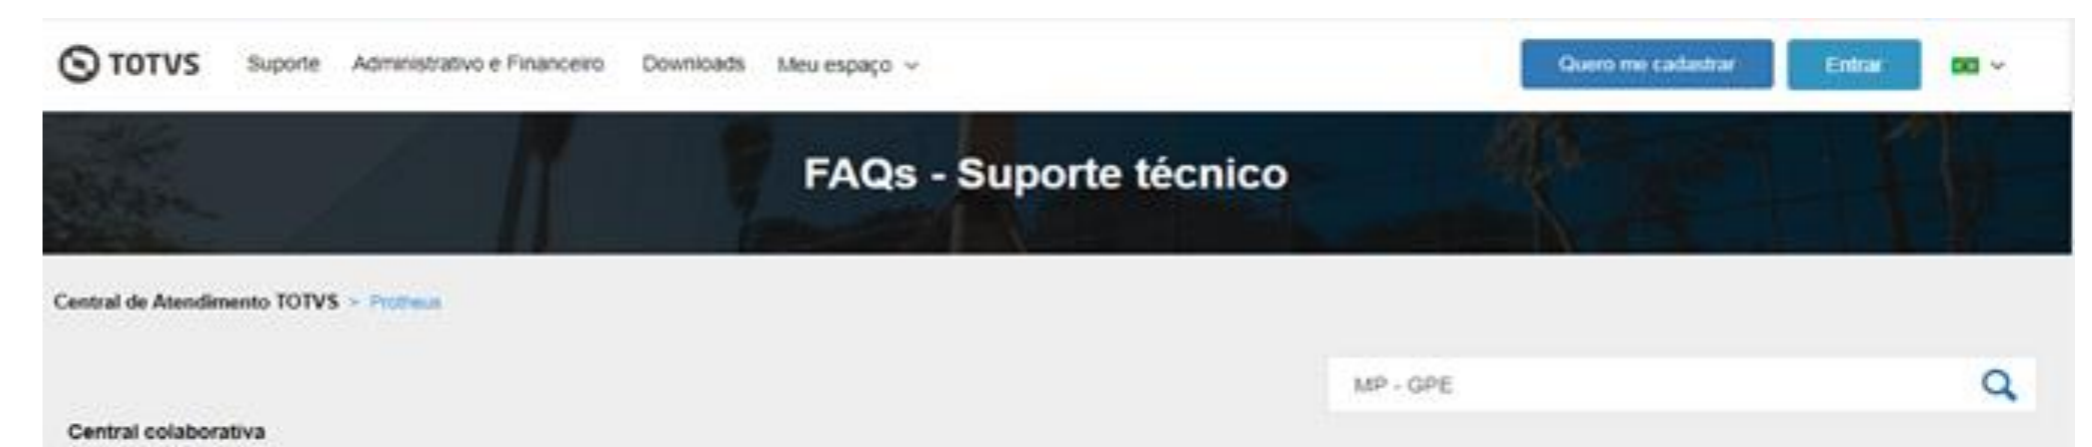 TOTVS Suporte Administrativo e Financeiro Downloads Meu espaço Quero me cadastrar Entrar
FAQs - Suporte técnico
Central de Atendimento TOTVS > Protheus
MP - GPE
Central colaborativa